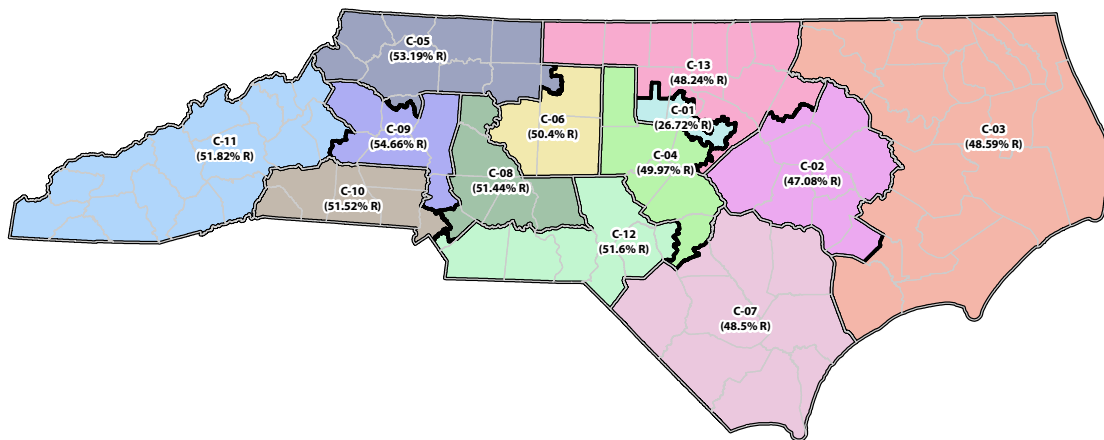 C-05
(53.19% R)
C-13
(48.24% R)
C-01
(26.72% R)
C-06
(50.4% R)
C-09
(54.66% R)
C-03
(48.59% R)
C-11
(51.82% R)
C-04
(49.97% R)
C-02
(47.08% R)
C-08
(51.44% R)
C-10
(51.52% R)
C-12
(51.6% R)
C-07
(48.5% R)